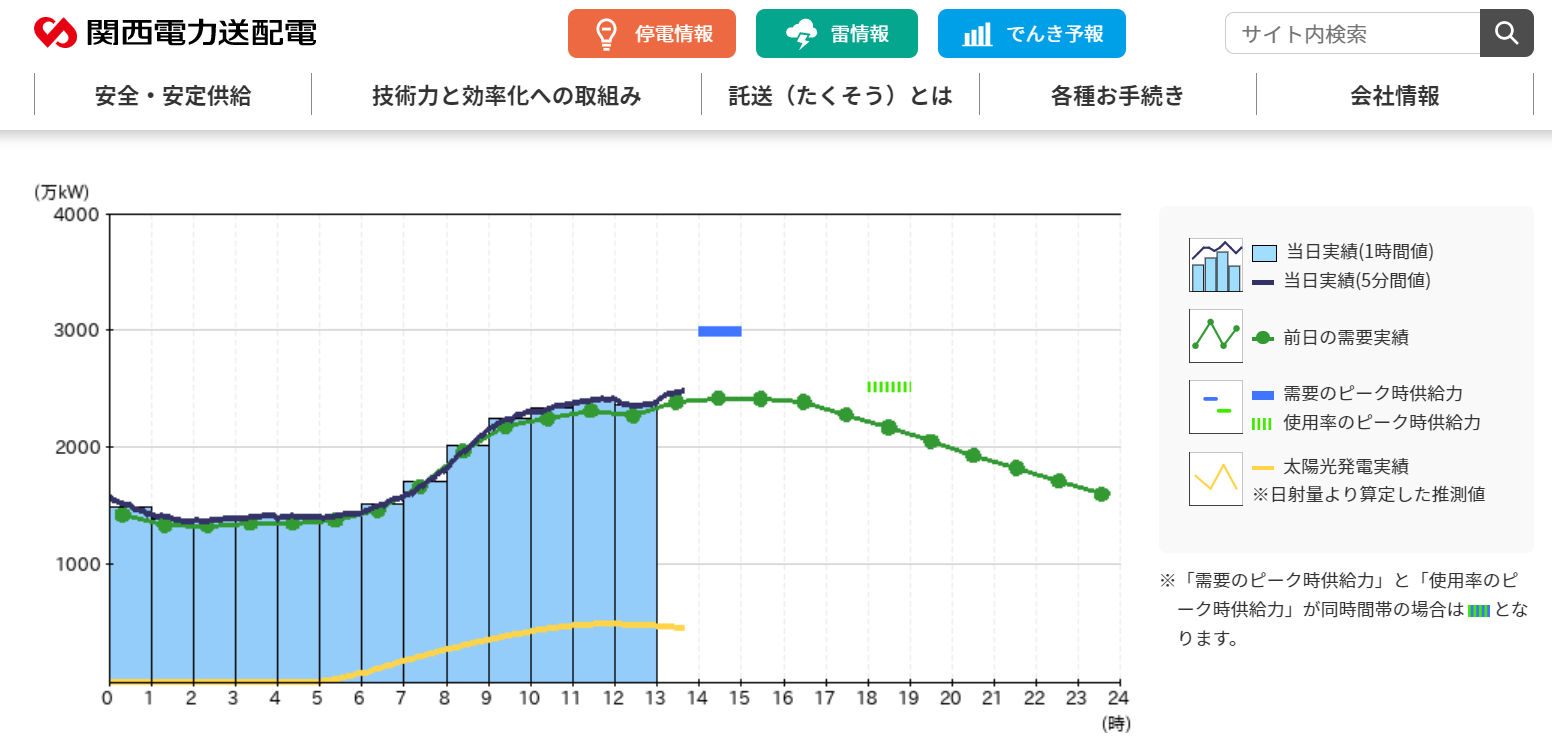 関西電力送配電
停電情報
雷情報
でんき予報
サイト内検索
安全・安定供給
技術力と効率化への取組み
託送（たくそう）とは
各種お手続き
会社情報
(万kW)
4000
3000
2000
1000
0 1 2 3 4 5 6 7 8 9 10 11 12 13 14 15 16 17 18 19 20 21 22 23 24
(時)
当日実績(1時間値)
当日実績(5分間値)
前日の需要実績
需要のピーク時供給力
使用率のピーク時供給力
太陽光発電実績
※日射量より算定した推測値
※「需要のピーク時供給力」と「使用率のピ
ーク時供給力」が同時間帯の場合は とな
ります。